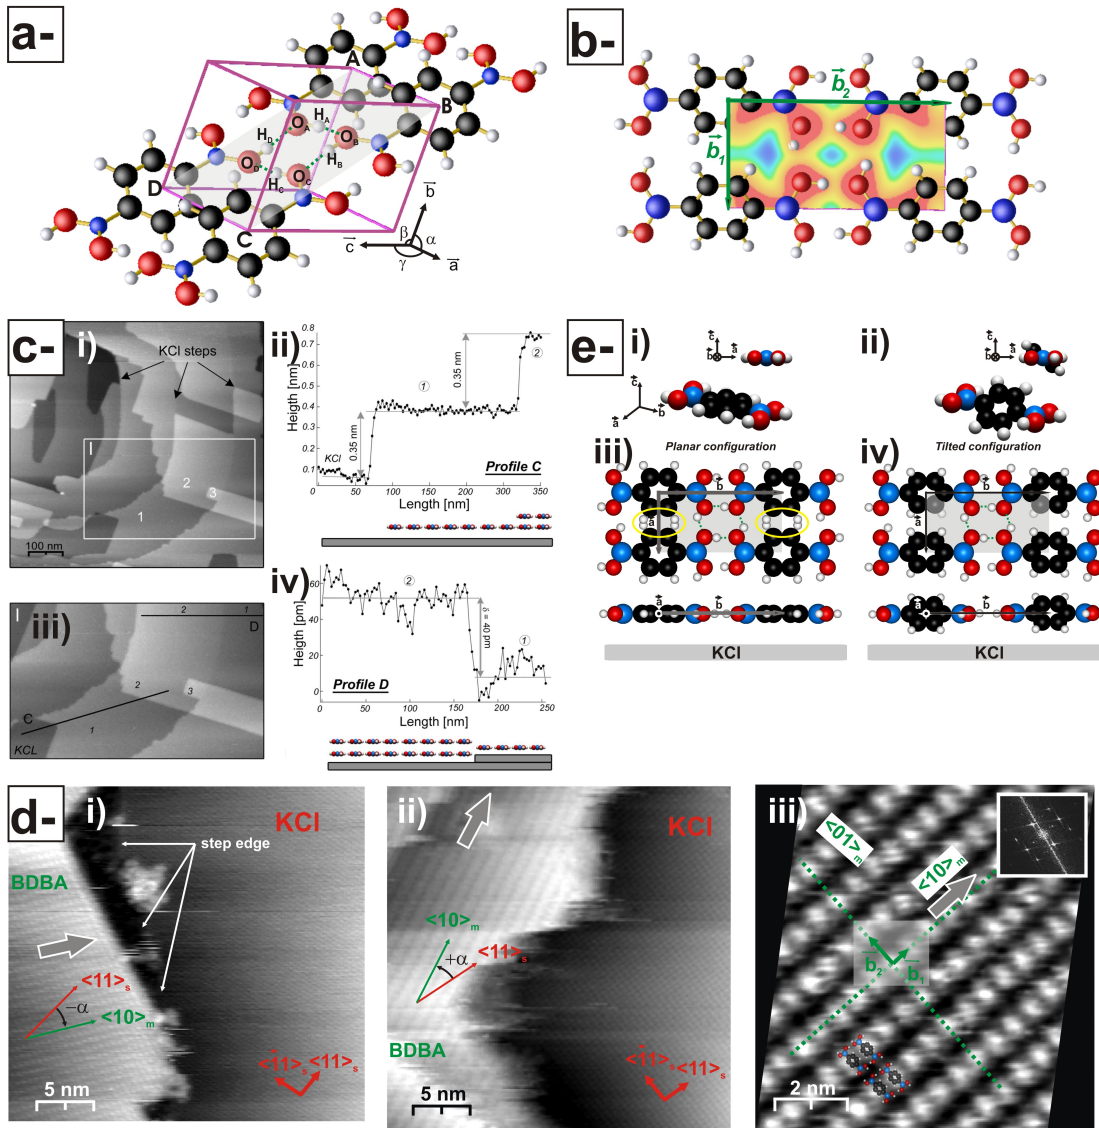 a-
A
B
H_A
O_A
O_B
H_D
H_B
O_D
O_C
H_C
D
C
b
β
α
c
γ
a
b-
b₂
b₁
c-
i)
KCl steps
I
2
3
1
100 nm
ii)
Heigth [nm]
0.8
0.7
0.6
0.5
0.4
0.3
0.2
0.1
0.35 nm
2
1
0.35 nm
KCl
Profile C
0 50 100 150 200 250 300 350
Length [nm]
I
iii)
2
1
D
2
3
C
1
KCL
iv)
Heigth [pm]
60
40
20
0
2
δ = 40 pm
1
Profile D
0 50 100 150 200 250
Length [nm]
e-
i)
c
b
a
c
a
b
ii)
c
a
b
Planar configuration
Tilted configuration
iii)
b
a
iv)
b
a
a
b
a
b
KCl
KCl
d-
i)
KCl
step edge
BDBA
<11>s
−α
<10>m
<1̄1>s
<11>s
5 nm
ii)
KCl
<10>m
+α
<11>s
BDBA
<1̄1>s
<11>s
5 nm
iii)
<01>m
<10>m
b₂
b₁
2 nm